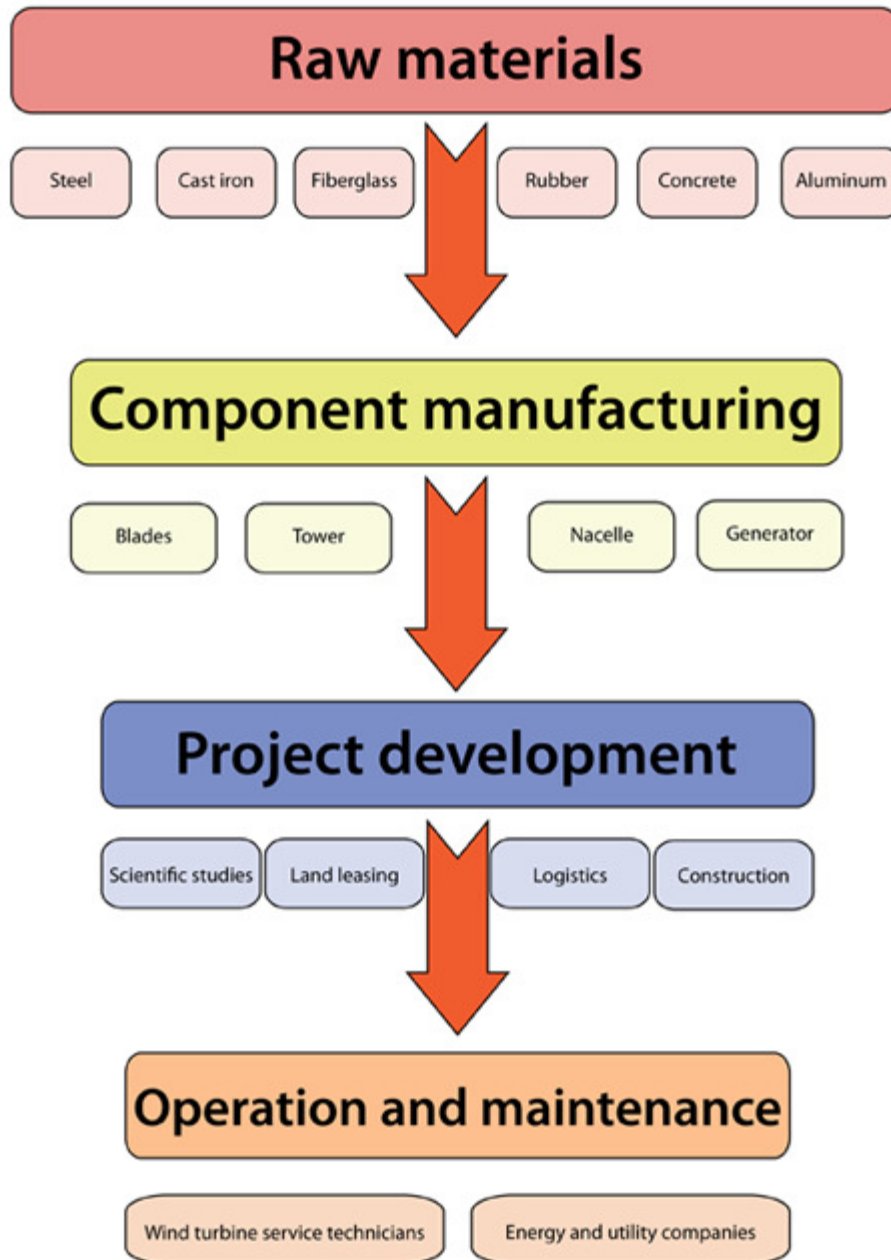 Raw materials
Steel
Cast iron
Fiberglass
Rubber
Concrete
Aluminum
Component manufacturing
Blades
Tower
Nacelle
Generator
Project development
Scientific studies
Land leasing
Logistics
Construction
Operation and maintenance
Wind turbine service technicians
Energy and utility companies